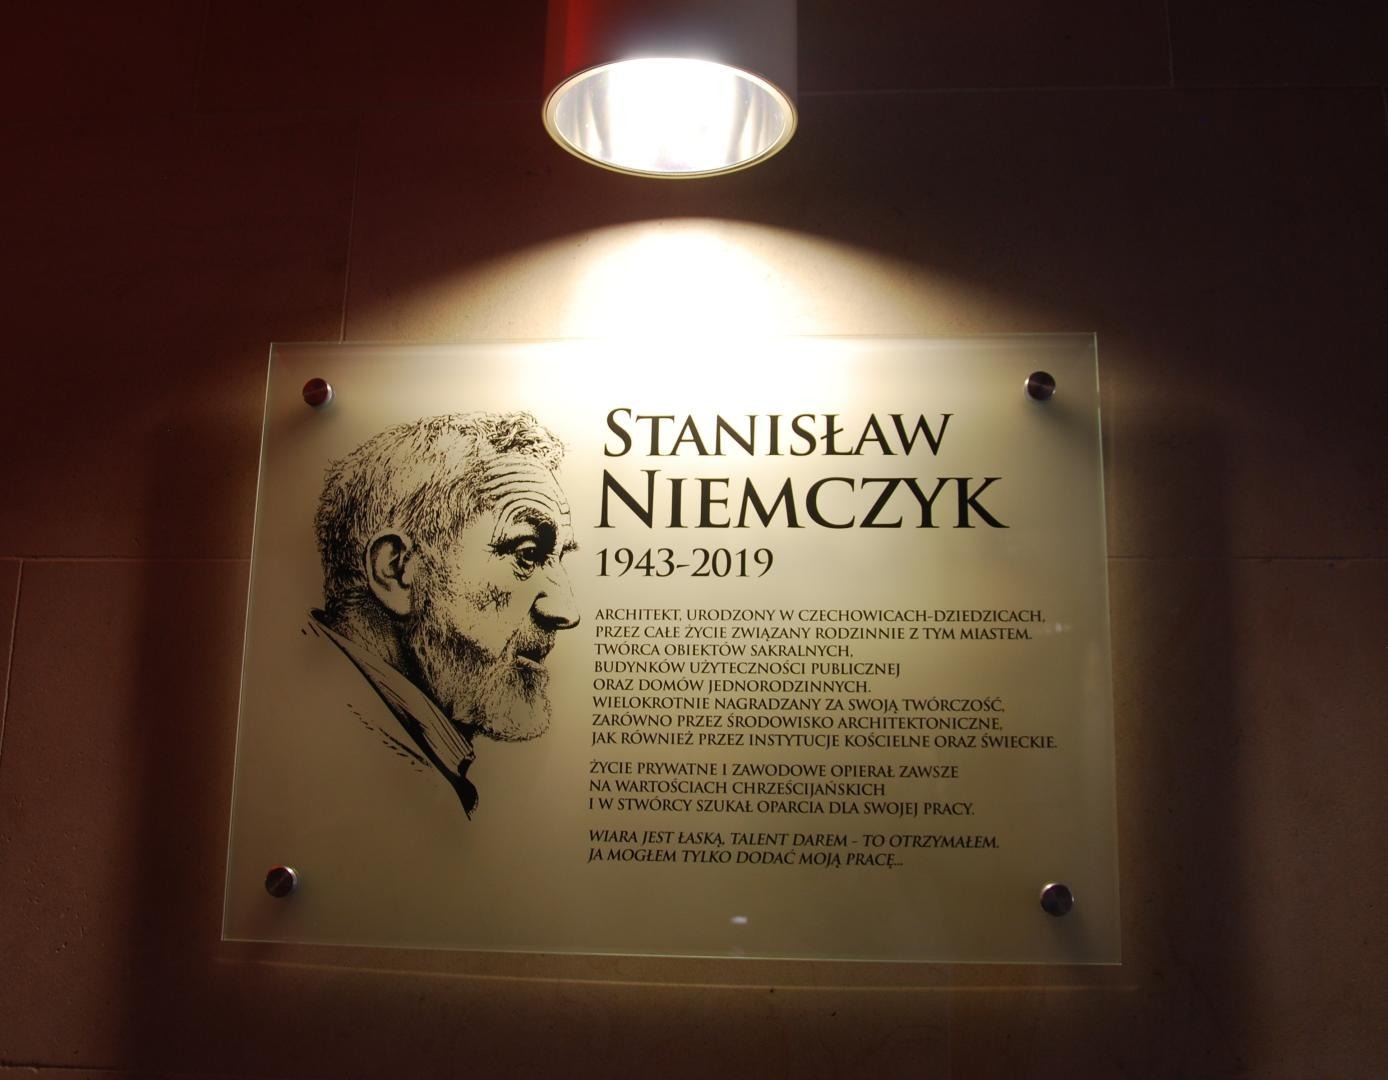 STANISŁAW
NIEMCZYK
1943-2019
ARCHITEKT, URODZONY W CZECHOWICACH-DZIEDZICACH,
PRZEZ CAŁE ŻYCIE ZWIĄZANY RODZINNIE Z TYM MIASTEM.
TWÓRCA OBIEKTÓW SAKRALNYCH,
BUDYNKÓW UŻYTECZNOŚCI PUBLICZNEJ
ORAZ DOMÓW JEDNORODZINNYCH.
WIELOKROTNIE NAGRADZANY ZA SWOJĄ TWÓRCZOŚĆ,
ZARÓWNO PRZEZ ŚRODOWISKO ARCHITEKTONICZNE,
JAK RÓWNIEŻ PRZEZ INSTYTUCJE KOŚCIELNE ORAZ ŚWIECKIE.
ŻYCIE PRYWATNE I ZAWODOWE OPIERAŁ ZAWSZE
NA WARTOŚCIACH CHRZEŚCIJAŃSKICH
I W STWÓRCY SZUKAŁ OPARCIA DLA SWOJEJ PRACY.
WIARA JEST ŁASKĄ, TALENT DAREM - TO OTRZYMAŁEM.
JA MOGŁEM TYLKO DODAĆ MOJĄ PRACĘ...